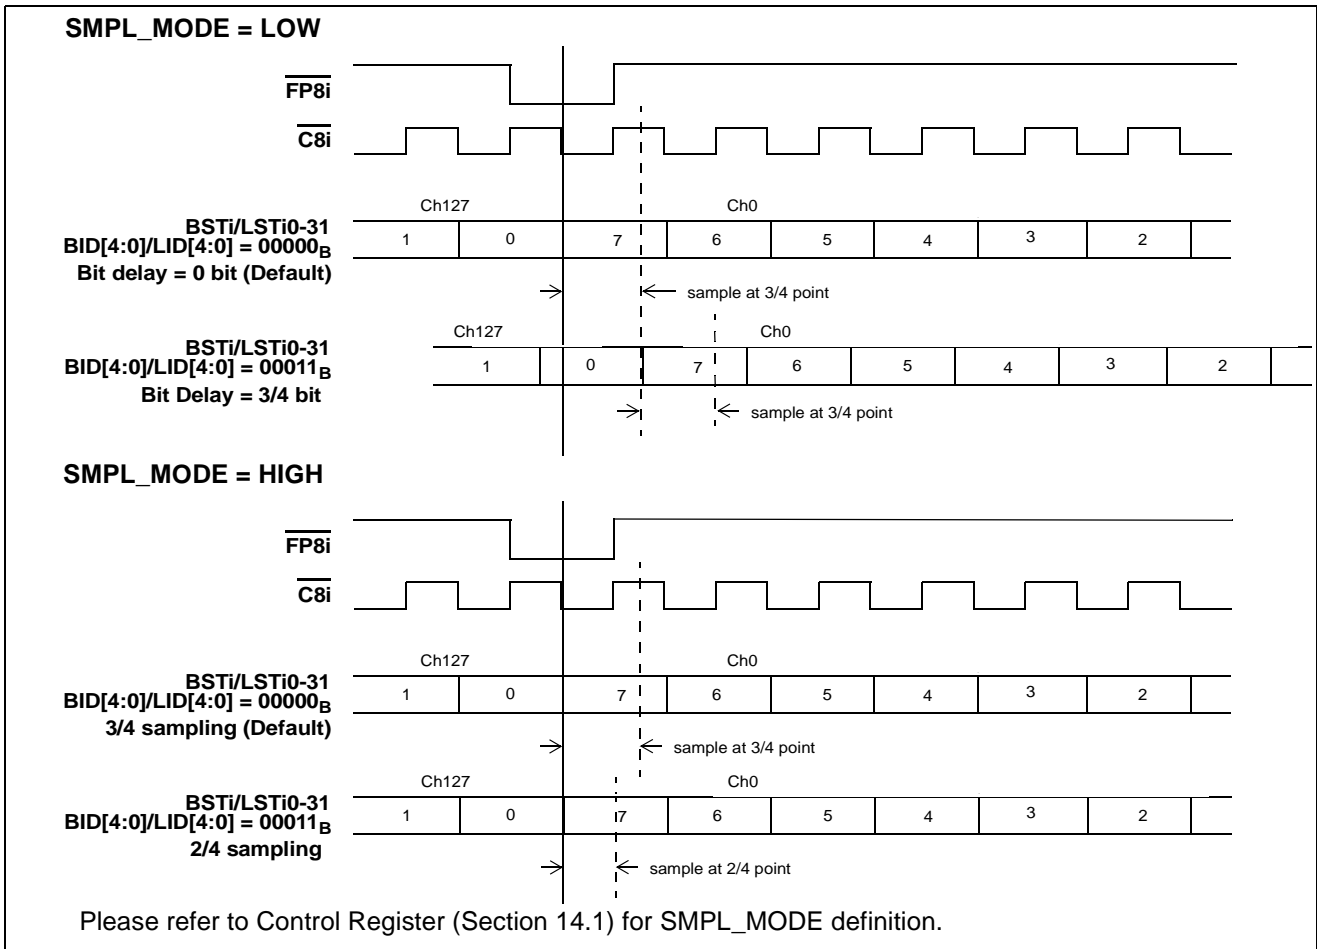 SMPL_MODE = LOW
FP8i
C8i
Ch127 Ch0
BSTi/LSTi0-31
BID[4:0]/LID[4:0] = 00000B
Bit delay = 0 bit (Default)
1 0 7 6 5 4 3 2
sample at 3/4 point
Ch127 Ch0
BSTi/LSTi0-31
BID[4:0]/LID[4:0] = 00011B
Bit Delay = 3/4 bit
1 0 7 6 5 4 3 2
sample at 3/4 point
SMPL_MODE = HIGH
FP8i
C8i
Ch127 Ch0
BSTi/LSTi0-31
BID[4:0]/LID[4:0] = 00000B
3/4 sampling (Default)
1 0 7 6 5 4 3 2
sample at 3/4 point
Ch127 Ch0
BSTi/LSTi0-31
BID[4:0]/LID[4:0] = 00011B
2/4 sampling
1 0 7 6 5 4 3 2
sample at 2/4 point
Please refer to Control Register (Section 14.1) for SMPL_MODE definition.